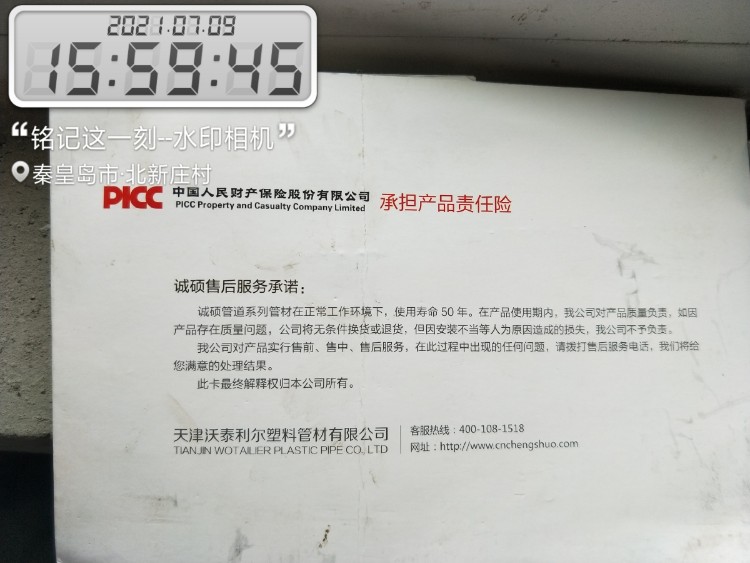 2021.07.09
15:59:45
“铭记这一刻--水印相机”
秦皇岛市·北新庄村
PICC 中国人民财产保险股份有限公司 承担产品责任险
PICC Property and Casualty Company Limited
诚硕售后服务承诺：
诚硕管道系列管材在正常工作环境下，使用寿命 50 年。在产品使用期内，我公司对产品质量负责，如因
产品存在质量问题，公司将无条件换货或退货，但因安装不当等人为原因造成的损失，我公司不予负责。
我公司对产品实行售前、售中、售后服务，在此过程中出现的任何问题，请拨打售后服务电话，我们将给
您满意的处理结果。
此卡最终解释权归本公司所有。
天津沃泰利尔塑料管材有限公司
TIANJIN WOTAILIER PLASTIC PIPE CO., LTD
客服热线：400-108-1518
网址：http://www.cnchengshuo.com